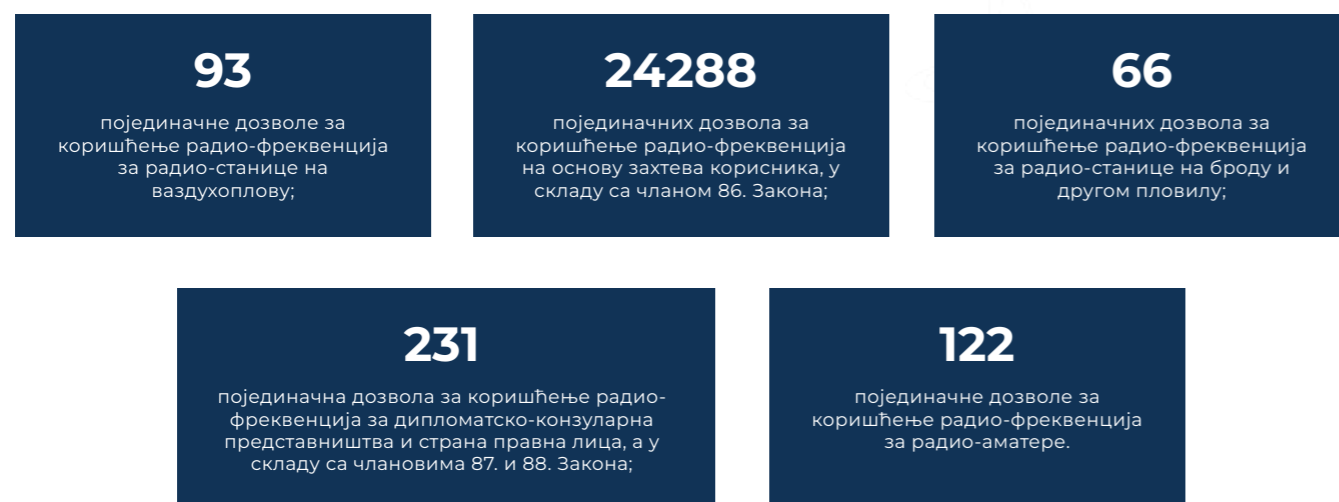 93
појединачне дозволе за
коришћење радио-фреквенција
за радио-станице на
ваздухоплову;
24288
појединачних дозвола за
коришћење радио-фреквенција
на основу захтева корисника, у
складу са чланом 86. Закона;
66
појединачних дозвола за
коришћење радио-фреквенција
за радио-станице на броду и
другом пловилу;
231
појединачна дозвола за коришћење радио-
фреквенција за дипломатско-конзуларна
представништва и страна правна лица, а у
складу са члановима 87. и 88. Закона;
122
појединачне дозволе за
коришћење радио-фреквенција
за радио-аматере.